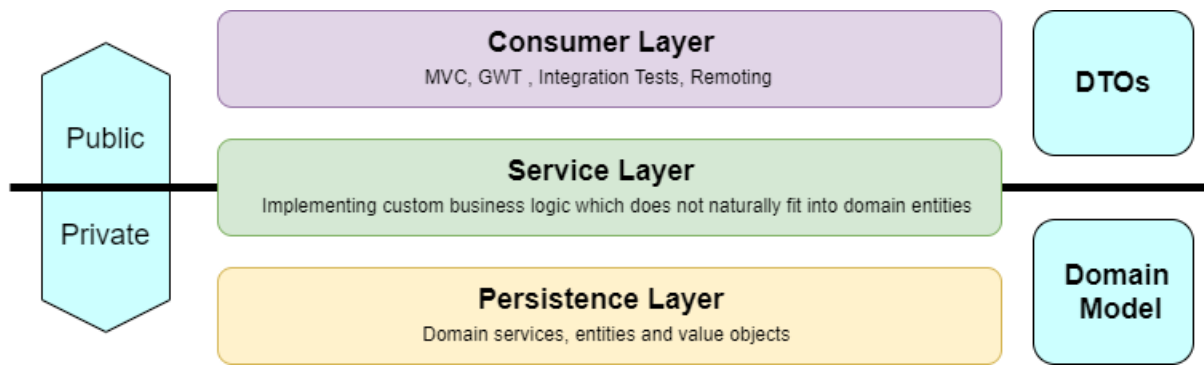 Consumer Layer
MVC, GWT , Integration Tests, Remoting
DTOs
Public
Service Layer
Implementing custom business logic which does not naturally fit into domain entities
Private
Persistence Layer
Domain services, entities and value objects
Domain
Model